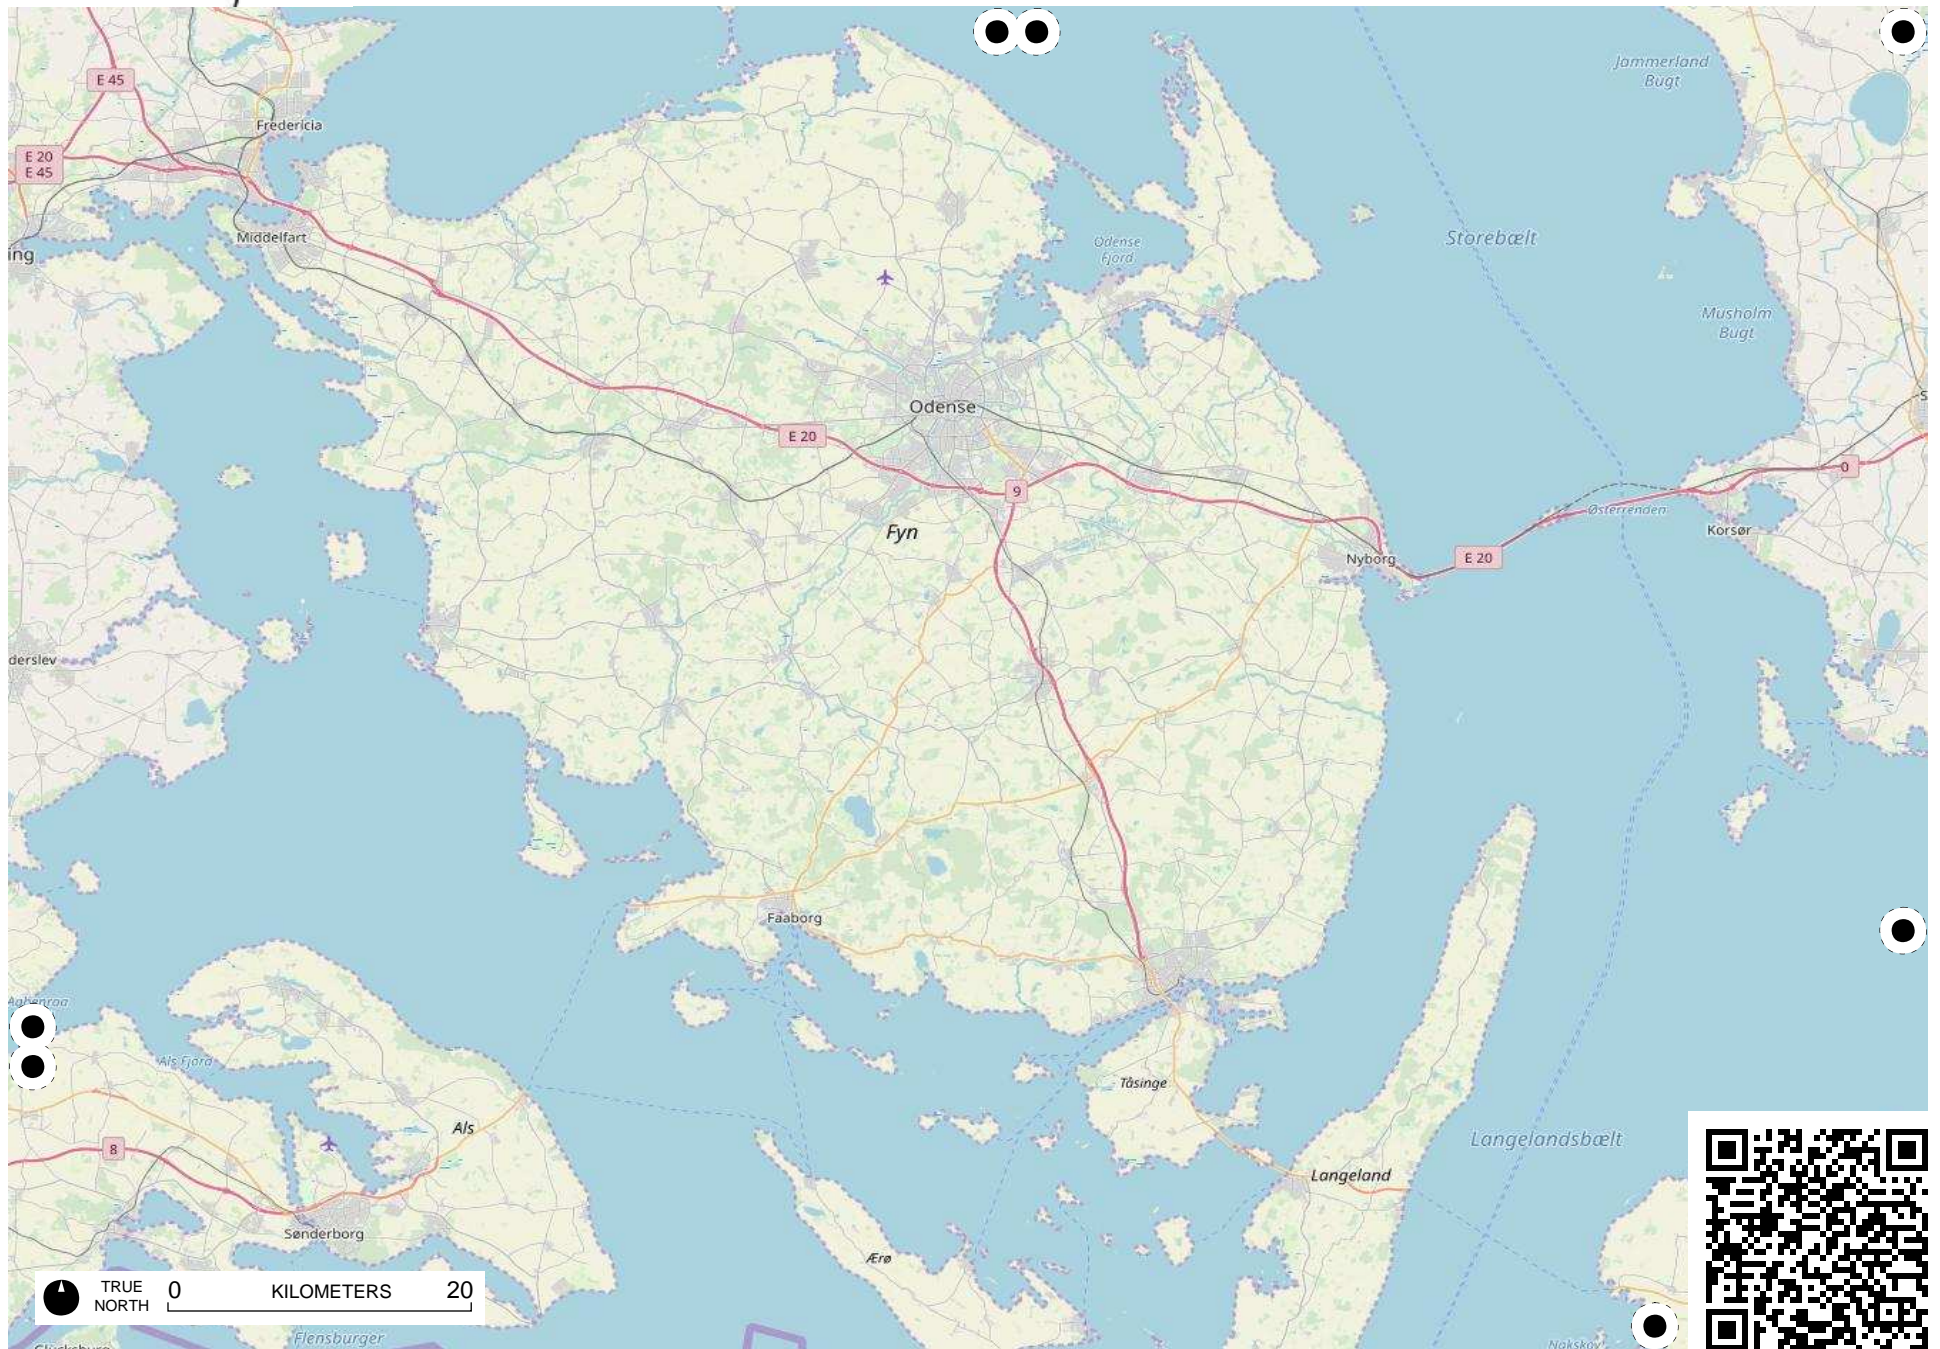 E 45
Jammerland
Bugt
Fredericia
E 20
E 45
Middelfart
ing
Odense
Fjord
Storebælt
Musholm
Bugt
Odense
E 20
9
0
Fyn
Østerrenden
Korsør
Nyborg
E 20
derslev
Faaborg
Aabenraa
Als Fjord
Tåsinge
Als
8
Langelandsbælt
Langeland
Sønderborg
Ærø
TRUE
NORTH
0
KILOMETERS
20
Flensburger
Nakskov